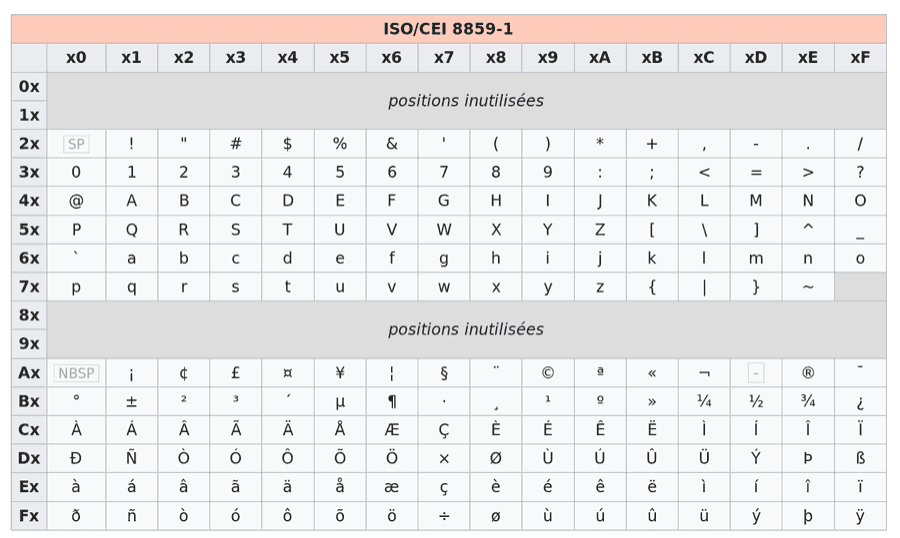 ISO/CEI 8859-1
x0 x1 x2 x3 x4 x5 x6 x7 x8 x9 xA xB xC xD xE xF
0x
positions inutilisées
1x
2x SP ! " # $ % & ' ( ) * + , - . /
3x 0 1 2 3 4 5 6 7 8 9 : ; < = > ?
4x @ A B C D E F G H I J K L M N O
5x P Q R S T U V W X Y Z [ \ ] ^ _
6x ` a b c d e f g h i j k l m n o
7x p q r s t u v w x y z { | } ~
8x
positions inutilisées
9x
Ax NBSP ¡ ¢ £ ¤ ¥ ¦ § ¨ © ª « ¬ - ® ¯
Bx ° ± ² ³ ´ µ ¶ · ¸ ¹ º » ¼ ½ ¾ ¿
Cx À Á Â Ã Ä Å Æ Ç È É Ê Ë Ì Í Î Ï
Dx Ð Ñ Ò Ó Ô Õ Ö × Ø Ù Ú Û Ü Ý Þ ß
Ex à á â ã ä å æ ç è é ê ë ì í î ï
Fx ð ñ ò ó ô õ ö ÷ ø ù ú û ü ý þ ÿ